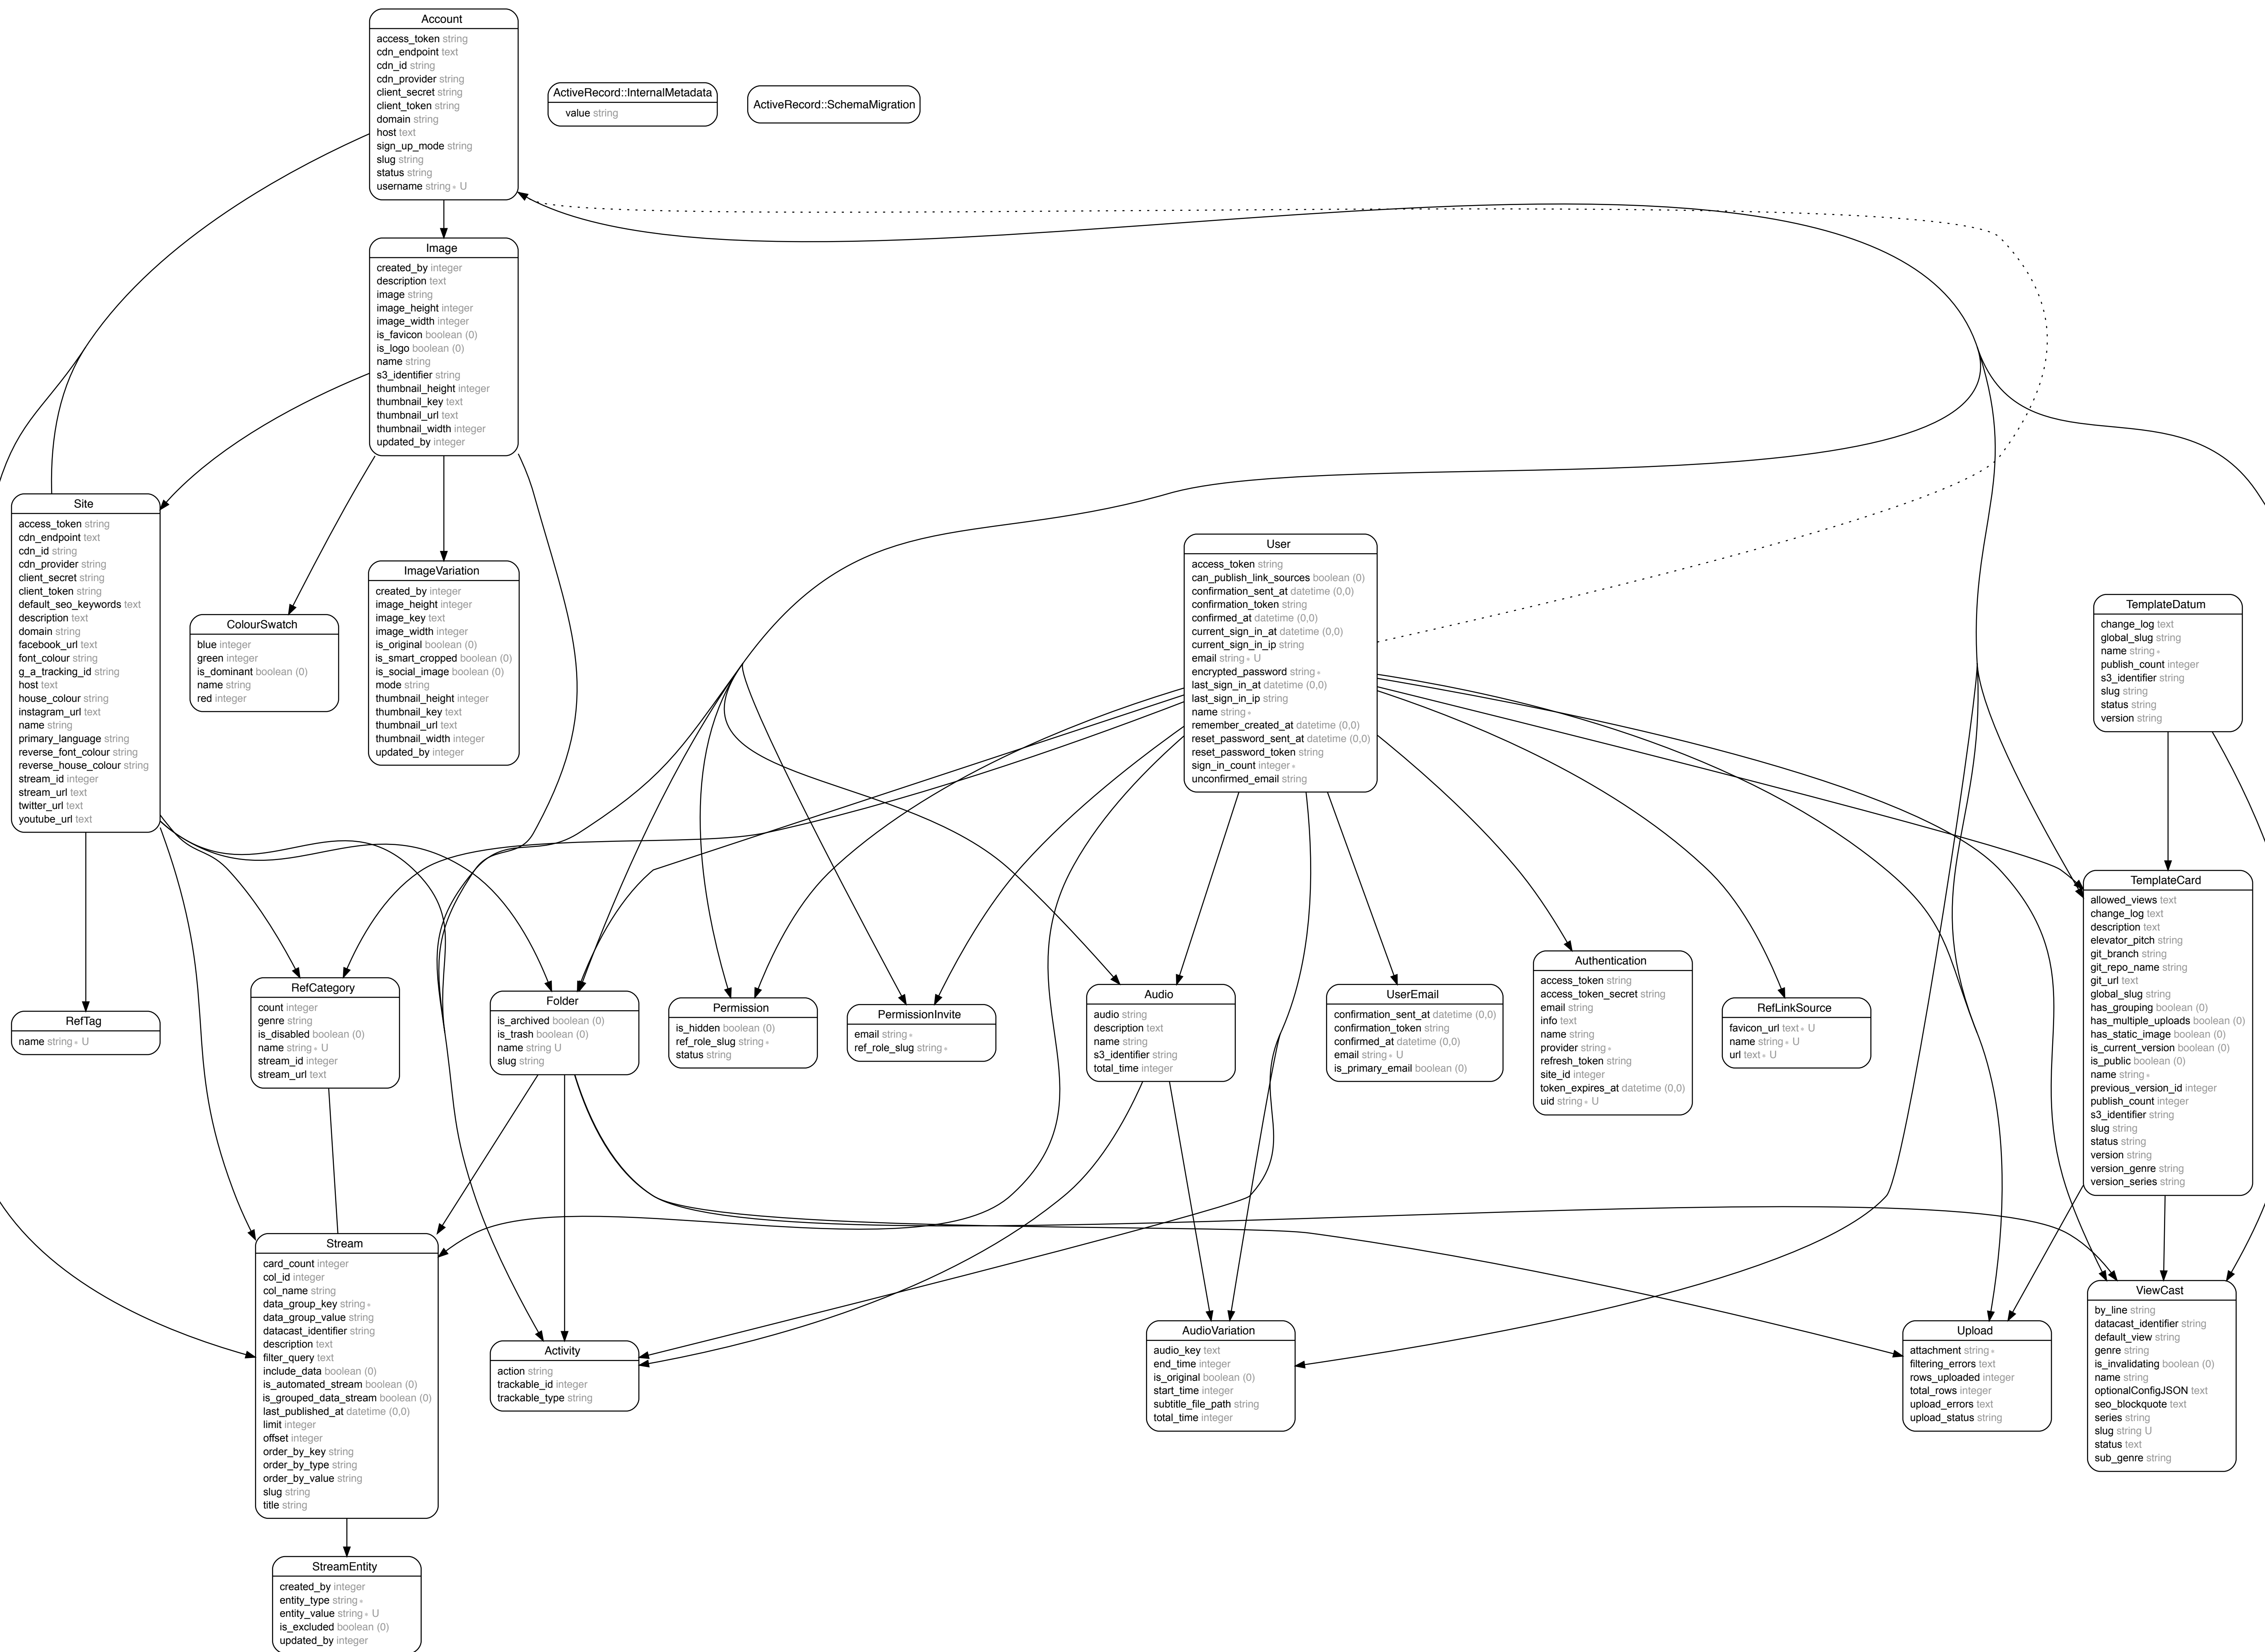 Account
access_token string
cdn_endpoint text
cdn_id string
cdn_provider string
client_secret string
client_token string
domain string
host text
sign_up_mode string
slug string
status string
username string∗ U
ActiveRecord::InternalMetadata
value string
ActiveRecord::SchemaMigration
Image
created_by integer
description text
image string
image_height integer
image_width integer
is_favicon boolean (0)
is_logo boolean (0)
name string
s3_identifier string
thumbnail_height integer
thumbnail_key text
thumbnail_url text
thumbnail_width integer
updated_by integer
Site
access_token string
cdn_endpoint text
cdn_id string
cdn_provider string
client_secret string
client_token string
default_seo_keywords text
description text
domain string
facebook_url text
font_colour string
g_a_tracking_id string
host text
house_colour string
instagram_url text
name string
primary_language string
reverse_font_colour string
reverse_house_colour string
stream_id integer
stream_url text
twitter_url text
youtube_url text
ColourSwatch
blue integer
green integer
is_dominant boolean (0)
name string
red integer
ImageVariation
created_by integer
image_height integer
image_key text
image_width integer
is_original boolean (0)
is_smart_cropped boolean (0)
is_social_image boolean (0)
mode string
thumbnail_height integer
thumbnail_key text
thumbnail_url text
thumbnail_width integer
updated_by integer
User
access_token string
can_publish_link_sources boolean (0)
confirmation_sent_at datetime (0,0)
confirmation_token string
confirmed_at datetime (0,0)
current_sign_in_at datetime (0,0)
current_sign_in_ip string
email string∗ U
encrypted_password string∗
last_sign_in_at datetime (0,0)
last_sign_in_ip string
name string∗
remember_created_at datetime (0,0)
reset_password_sent_at datetime (0,0)
reset_password_token string
sign_in_count integer∗
unconfirmed_email string
TemplateDatum
change_log text
global_slug string
name string∗
publish_count integer
s3_identifier string
slug string
status string
version string
TemplateCard
allowed_views text
change_log text
description text
elevator_pitch string
git_branch string
git_repo_name string
git_url text
global_slug string
has_grouping boolean (0)
has_multiple_uploads boolean (0)
has_static_image boolean (0)
is_current_version boolean (0)
is_public boolean (0)
name string∗
previous_version_id integer
publish_count integer
s3_identifier string
slug string
status string
version string
version_genre string
version_series string
RefTag
name string∗ U
RefCategory
count integer
genre string
is_disabled boolean (0)
name string∗ U
stream_id integer
stream_url text
Folder
is_archived boolean (0)
is_trash boolean (0)
name string U
slug string
Permission
is_hidden boolean (0)
ref_role_slug string∗
status string
PermissionInvite
email string∗
ref_role_slug string∗
Audio
audio string
description text
name string
s3_identifier string
total_time integer
UserEmail
confirmation_sent_at datetime (0,0)
confirmation_token string
confirmed_at datetime (0,0)
email string∗ U
is_primary_email boolean (0)
Authentication
access_token string
access_token_secret string
email string
info text
name string
provider string∗
refresh_token string
site_id integer
token_expires_at datetime (0,0)
uid string∗ U
RefLinkSource
favicon_url text∗ U
name string∗ U
url text∗ U
Stream
card_count integer
col_id integer
col_name string
data_group_key string∗
data_group_value string
datacast_identifier string
description text
filter_query text
include_data boolean (0)
is_automated_stream boolean (0)
is_grouped_data_stream boolean (0)
last_published_at datetime (0,0)
limit integer
offset integer
order_by_key string
order_by_type string
order_by_value string
slug string
title string
Activity
action string
trackable_id integer
trackable_type string
AudioVariation
audio_key text
end_time integer
is_original boolean (0)
start_time integer
subtitle_file_path string
total_time integer
Upload
attachment string∗
filtering_errors text
rows_uploaded integer
total_rows integer
upload_errors text
upload_status string
ViewCast
by_line string
datacast_identifier string
default_view string
genre string
is_invalidating boolean (0)
name string
optionalConfigJSON text
seo_blockquote text
series string
slug string U
status text
sub_genre string
StreamEntity
created_by integer
entity_type string∗
entity_value string∗ U
is_excluded boolean (0)
updated_by integer